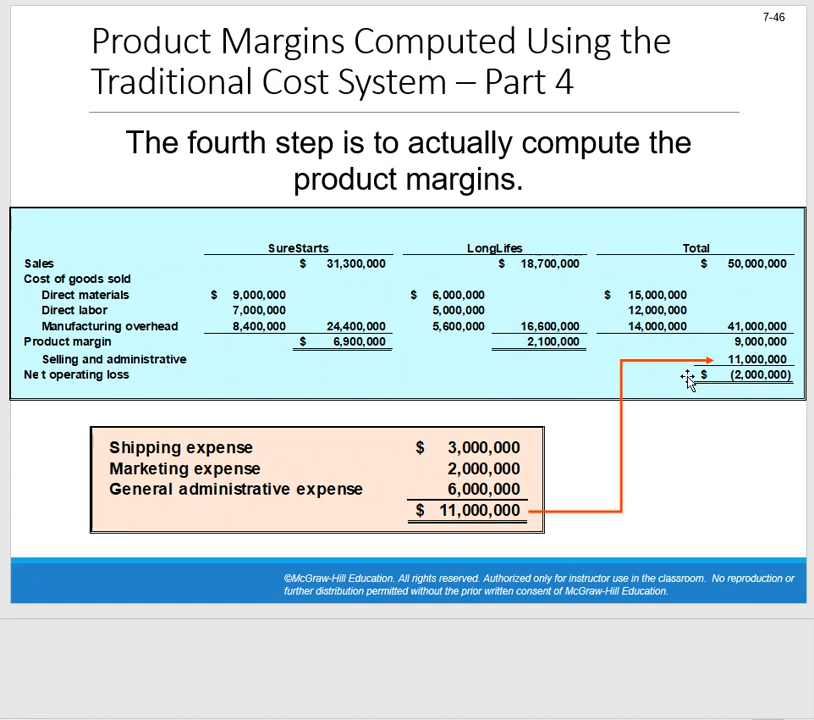 7-46
Product Margins Computed Using the
Traditional Cost System – Part 4
The fourth step is to actually compute the
product margins.
SureStarts LongLifes Total
Sales $ 31,300,000 $ 18,700,000 $ 50,000,000
Cost of goods sold
Direct materials $ 9,000,000 $ 6,000,000 $ 15,000,000
Direct labor 7,000,000 5,000,000 12,000,000
Manufacturing overhead 8,400,000 24,400,000 5,600,000 16,600,000 14,000,000 41,000,000
Product margin $ 6,900,000 2,100,000 9,000,000
Selling and administrative 11,000,000
Net operating loss $ (2,000,000)
Shipping expense $ 3,000,000
Marketing expense 2,000,000
General administrative expense 6,000,000
$ 11,000,000
©McGraw-Hill Education. All rights reserved. Authorized only for instructor use in the classroom. No reproduction or
further distribution permitted without the prior written consent of McGraw-Hill Education.